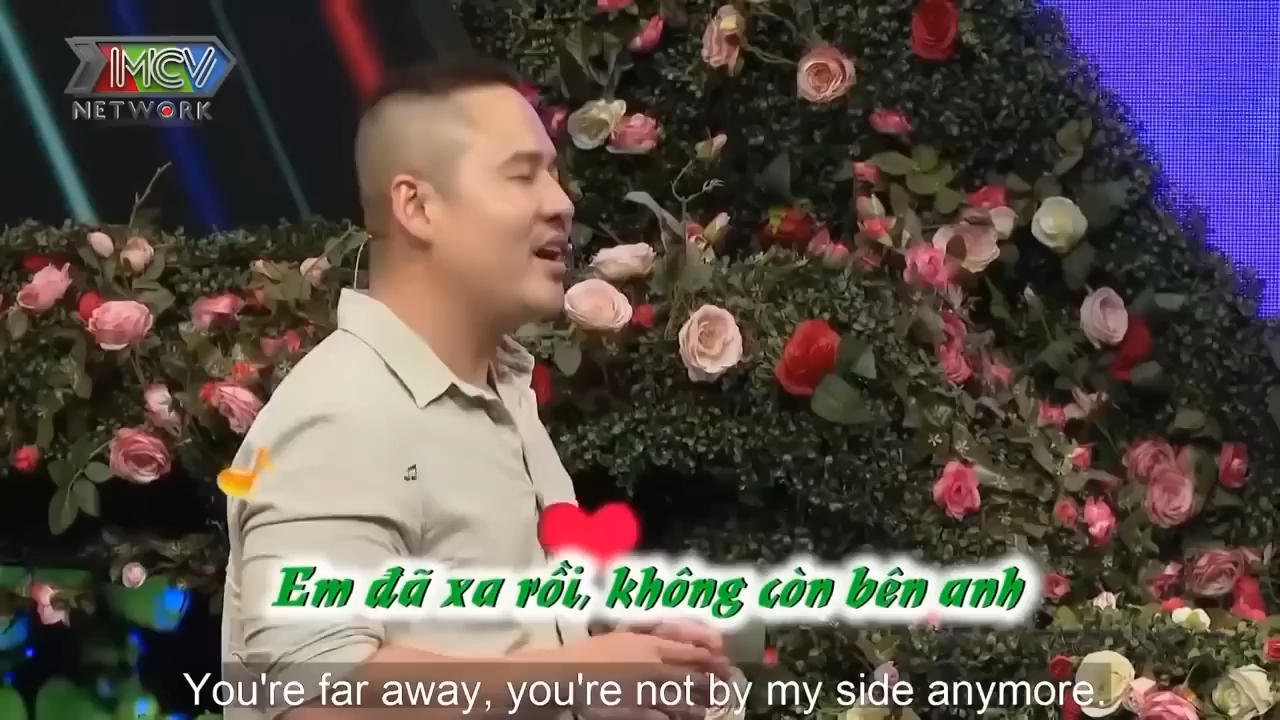 MCV
NETWORK
Em đã xa rồi, không còn bên anh
You're far away, you're not by my side anymore.